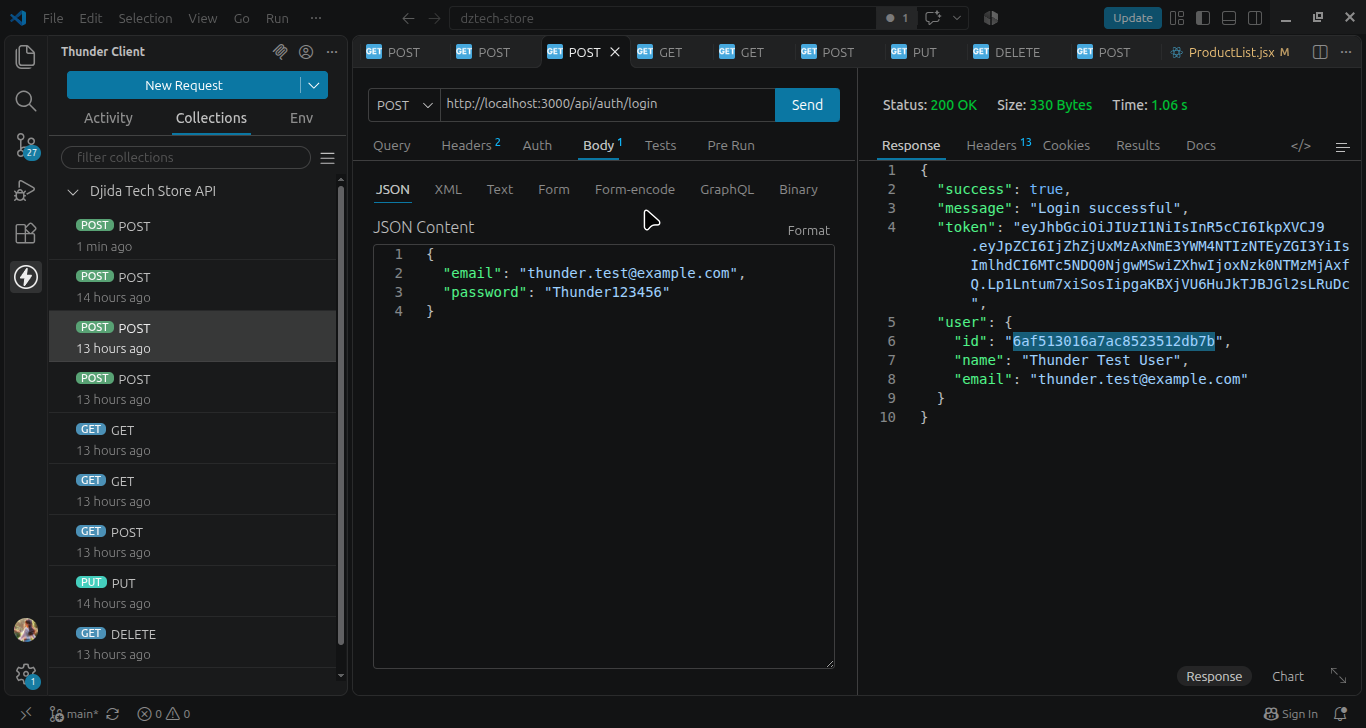 File Edit Selection View Go Run ··· dztech-store 1 Update
Thunder Client
New Request
Activity Collections Env
filter collections
Djida Tech Store API
POST POST
1 min ago
POST POST
14 hours ago
POST POST
13 hours ago
POST POST
13 hours ago
GET GET
13 hours ago
GET GET
13 hours ago
GET POST
13 hours ago
PUT PUT
14 hours ago
GET DELETE
13 hours ago
27
1
GET POST GET POST GET POST GET GET GET GET GET POST GET PUT GET DELETE GET POST ProductList.jsx M
POST http://localhost:3000/api/auth/login Send
Query Headers 2 Auth Body 1 Tests Pre Run
JSON XML Text Form Form-encode GraphQL Binary
JSON Content Format
1 {
2 "email": "thunder.test@example.com",
3 "password": "Thunder123456"
4 }
Status: 200 OK Size: 330 Bytes Time: 1.06 s
Response Headers 13 Cookies Results Docs </>
1 {
2 "success": true,
3 "message": "Login successful",
4 "token": "eyJhbGciOiJIUzI1NiIsInR5cCI6IkpXVCJ9
.eyJpZCI6IjZhZjUxMzAxNmE3YWM4NTIzNTEyZGI3YiIs
ImlhdCI6MTc5NDQ0NjgwMSwiZXhwIjoxNzk0NTMzMjAxf
Q.Lp1Lntum7xiSosIipgaKBXjVU6HuJkTJBJGl2sLRuDc
",
5 "user": {
6 "id": "6af513016a7ac8523512db7b",
7 "name": "Thunder Test User",
8 "email": "thunder.test@example.com"
9 }
10 }
Response Chart
main* 0 0 Sign In